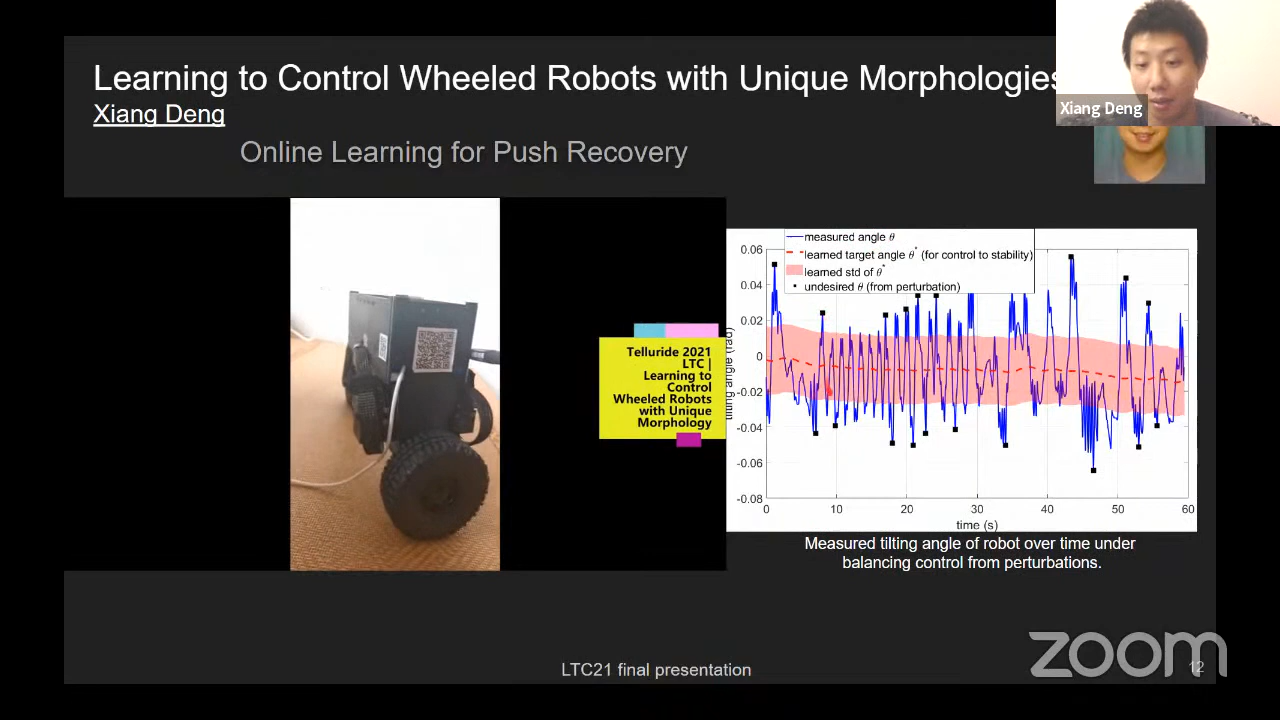 Learning to Control Wheeled Robots with Unique Morphologies
Xiang Deng
Online Learning for Push Recovery
Xiang Deng
Telluride 2021
LTC |
Learning to
Control
Wheeled Robots
with Unique
Morphology
measured angle θ
learned target angle θ* (for control to stability)
learned std of θ*
undesired θ (from perturbation)
0.06
0.04
0.02
0
-0.02
-0.04
-0.06
-0.08
tilting angle (rad)
0 10 20 30 40 50 60
time (s)
Measured tilting angle of robot over time under
balancing control from perturbations.
LTC21 final presentation
zoom
12